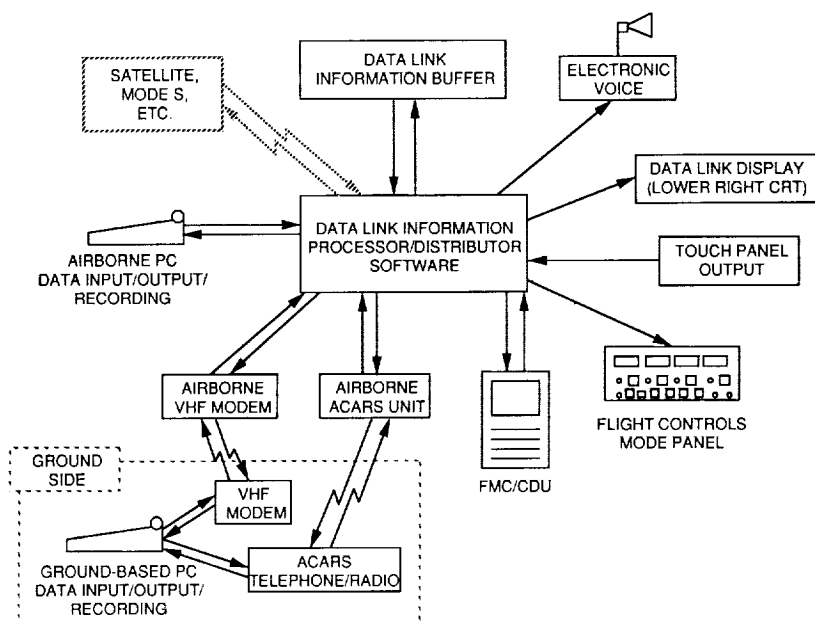 SATELLITE,
MODE S,
ETC.
DATA LINK
INFORMATION BUFFER
ELECTRONIC
VOICE
DATA LINK DISPLAY
(LOWER RIGHT CRT)
DATA LINK INFORMATION
PROCESSOR/DISTRIBUTOR
SOFTWARE
AIRBORNE PC
DATA INPUT/OUTPUT/
RECORDING
TOUCH PANEL
OUTPUT
AIRBORNE
VHF MODEM
AIRBORNE
ACARS UNIT
FMC/CDU
FLIGHT CONTROLS
MODE PANEL
GROUND
SIDE
VHF
MODEM
GROUND-BASED PC
DATA INPUT/OUTPUT/
RECORDING
ACARS
TELEPHONE/RADIO